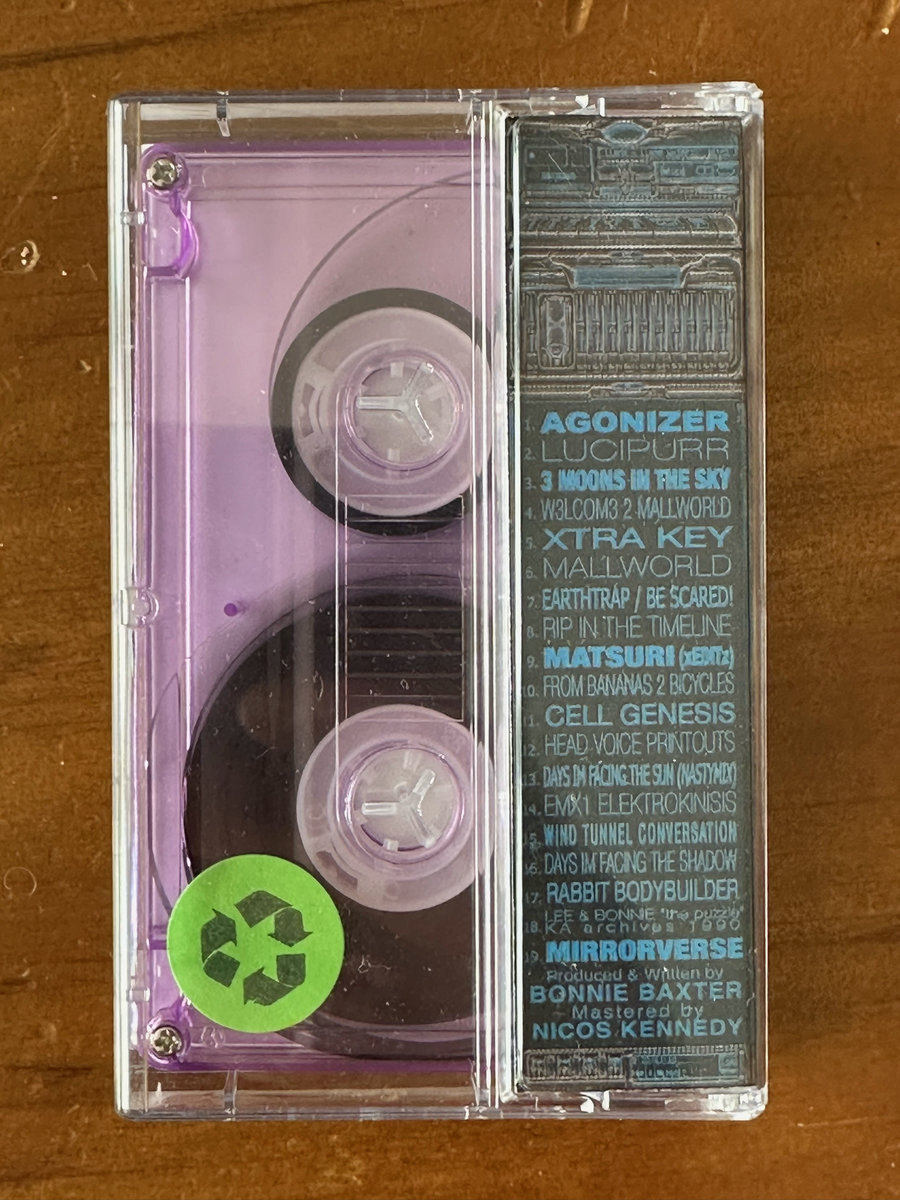 1. AGONIZER
2. LUCIPURR
3. 3 MOONS IN THE SKY
4. W3LCOM3 2 MALLWORLD
5. XTRA KEY
6. MALLWORLD
7. EARTHTRAP / BE SCARED!
8. RIP IN THE TIMELINE
9. MATSURI
10. FROM BANANAS 2 BICYCLES
11. CELL GENESIS
12. HEAD VOICE PRINTOUTS
13. DAYS IM FACING THE SUN (NASTYMIX)
14. EMX1 ELEKTROKINISIS
15. WIND TUNNEL CONVERSATION
16. DAYS IM FACING THE SHADOW
17. RABBIT BODYBUILDER
LEE & BONNIE "the puzzle"
18. KA archives 1990
19. MIRRORVERSE
Produced & Written by
BONNIE BAXTER
Mastered by
NICOS KENNEDY